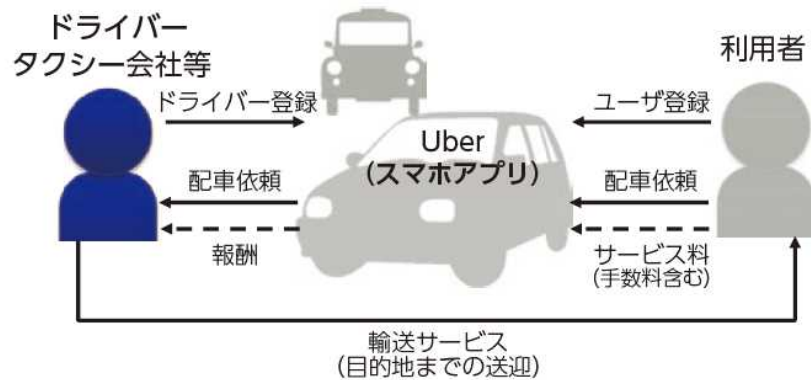 ドライバー
タクシー会社等
利用者
ドライバー登録
ユーザ登録
Uber
(スマホアプリ)
配車依頼
配車依頼
報酬
サービス料
(手数料含む)
輸送サービス
(目的地までの送迎)